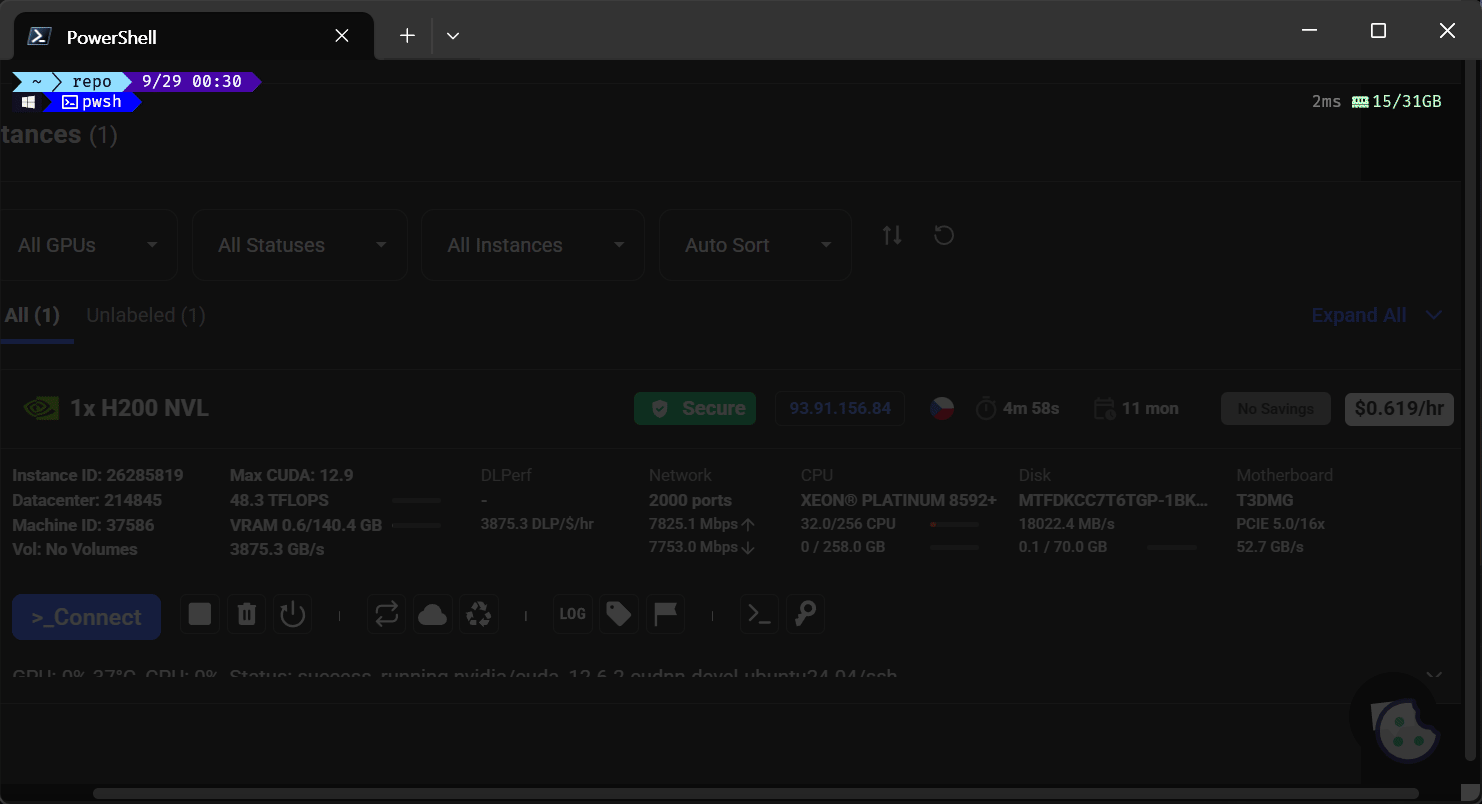 PowerShell
~ repo 9/29 00:30
pwsh 2ms 15/31GB
tances (1)
All GPUs All Statuses All Instances Auto Sort
All (1) Unlabeled (1) Expand All
1x H200 NVL Secure 93.91.156.84 4m 58s 11 mon No Savings $0.619/hr
Instance ID: 26285819 Max CUDA: 12.9 DLPerf Network CPU Disk Motherboard
Datacenter: 214845 48.3 TFLOPS - 2000 ports XEON® PLATINUM 8592+ MTFDKCC7T6TGP-1BK... T3DMG
Machine ID: 37586 VRAM 0.6/140.4 GB 3875.3 DLP/$/hr 7825.1 Mbps↑ 32.0/256 CPU 18022.4 MB/s PCIE 5.0/16x
Vol: No Volumes 3875.3 GB/s 7753.0 Mbps↓ 0 / 258.0 GB 0.1 / 70.0 GB 52.7 GB/s
>_Connect LOG
GPU: 0% 37°C, CPU: 0% Status: success, running nvidia/cuda_12.6.2-cudnn-devel-ubuntu24.04/ssh